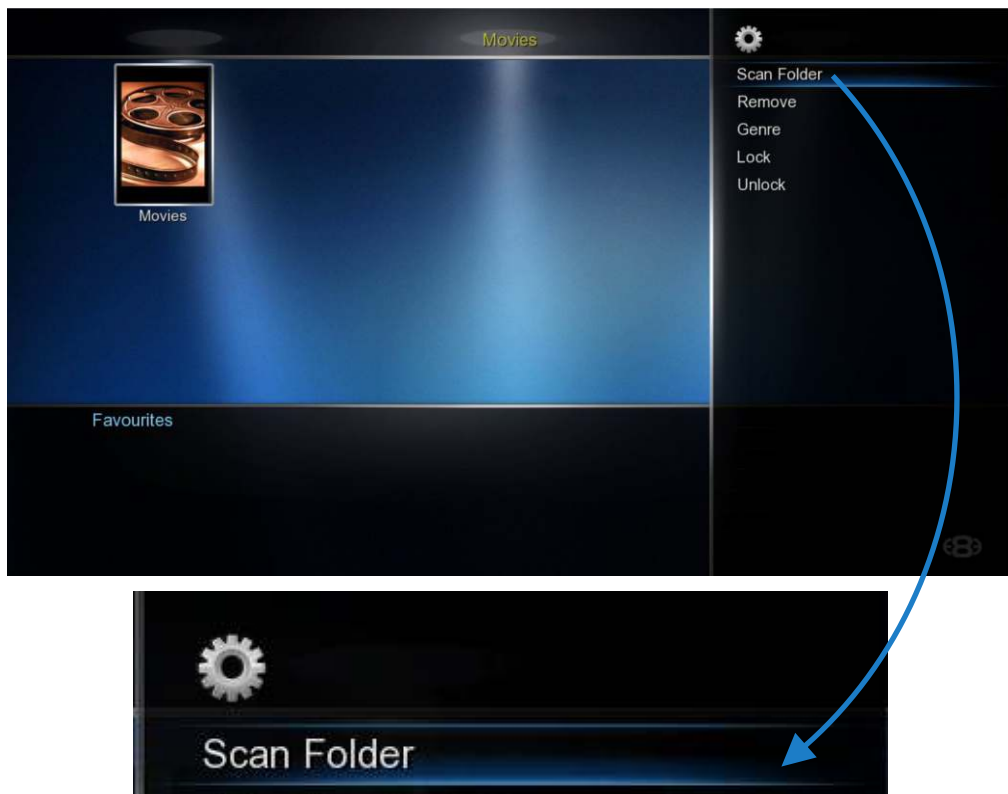 Movies
Scan Folder
Remove
Genre
Lock
Unlock
Movies
Favourites
Scan Folder